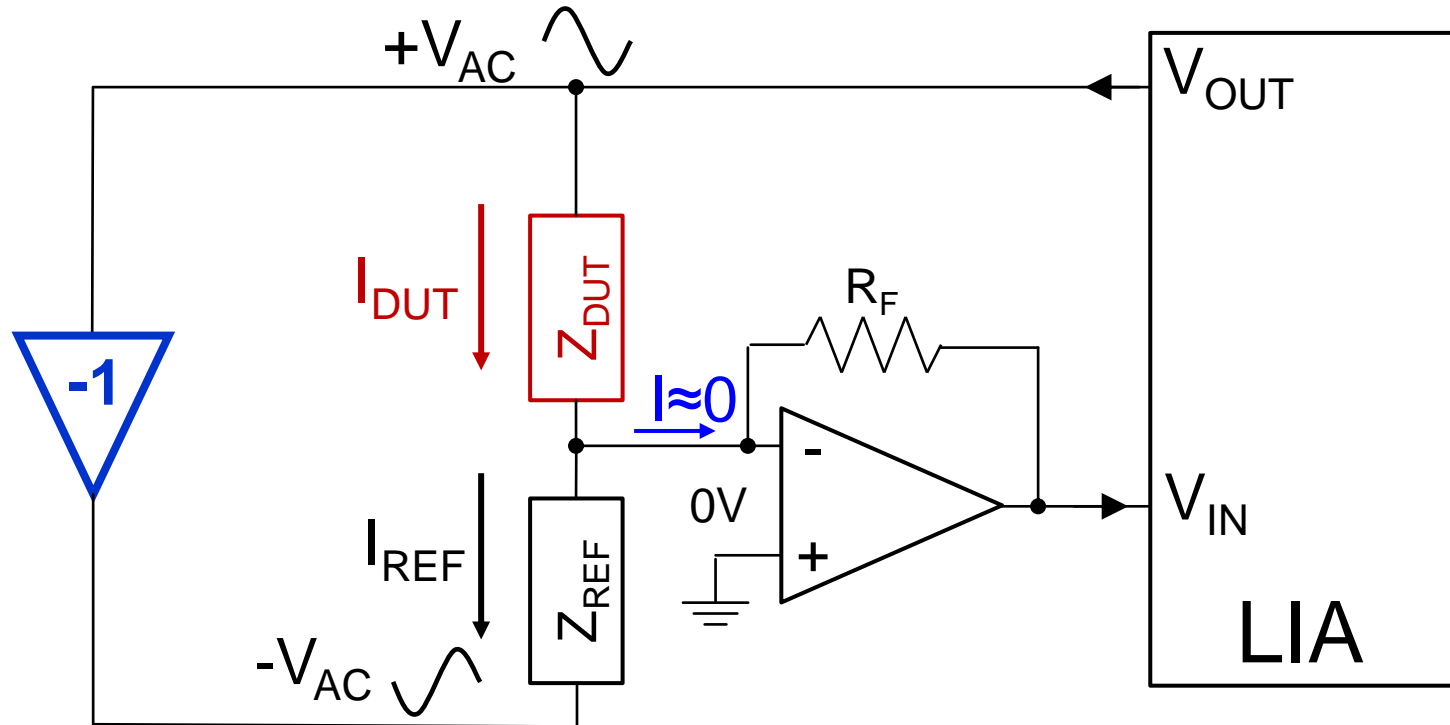 +VAC
VOUT
IDUT
ZDUT
RF
-1
I≈0
-
0V
VIN
IREF
ZREF
+
-VAC
LIA